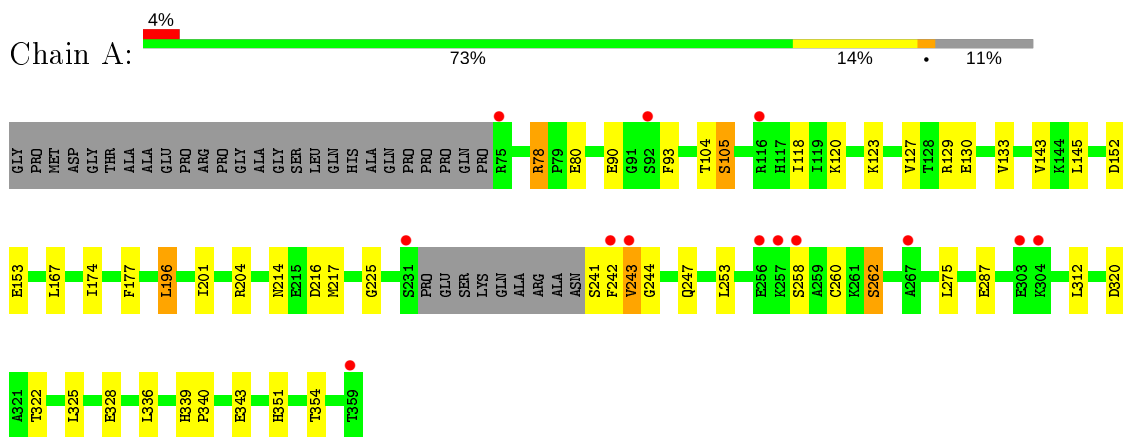 4%
Chain A:
73% 14% • 11%
GLY PRO MET ASP GLY THR ALA ALA GLU PRO ARG PRO GLY ALA GLY SER LEU GLN HIS ALA GLN PRO PRO PRO GLN PRO R75 R78 P79 E80 E90 G91 S92 F93 T104 S105 R116 H117 I118 I119 K120 K123 V127 T128 R129 E130 V133 V143 K144 L145 D152
E153 L167 I174 F177 L196 I201 R204 N214 E215 D216 M217 G225 S231 PRO GLU SER LYS GLN ALA ARG ALA ASN S241 F242 V243 G244 Q247 L253 E256 K257 S258 A259 C260 K261 S262 A267 L275 E287 E303 K304 L312 D320
A321 T322 L325 E328 L336 H339 P340 E343 H351 T354 T359